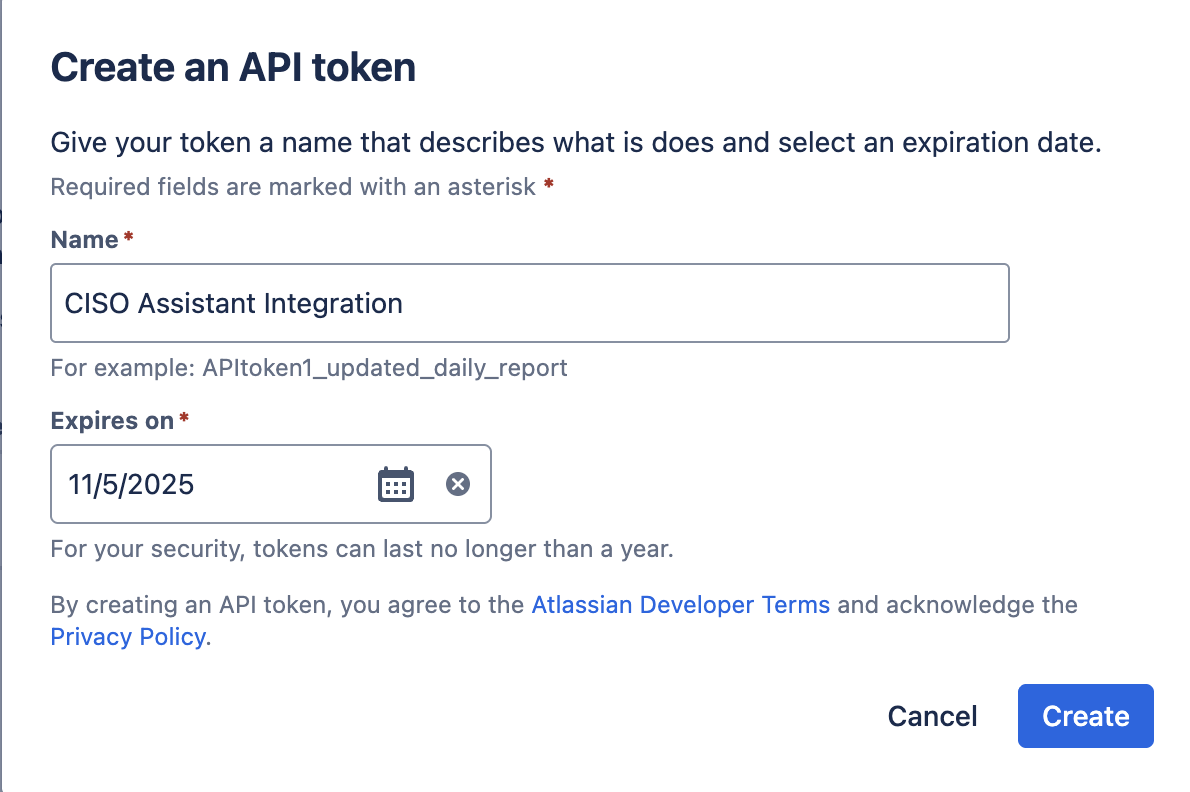 Create an API token
Give your token a name that describes what is does and select an expiration date.
Required fields are marked with an asterisk *
Name *
CISO Assistant Integration
For example: APItoken1_updated_daily_report
Expires on *
11/5/2025
For your security, tokens can last no longer than a year.
By creating an API token, you agree to the Atlassian Developer Terms and acknowledge the
Privacy Policy.
Cancel Create